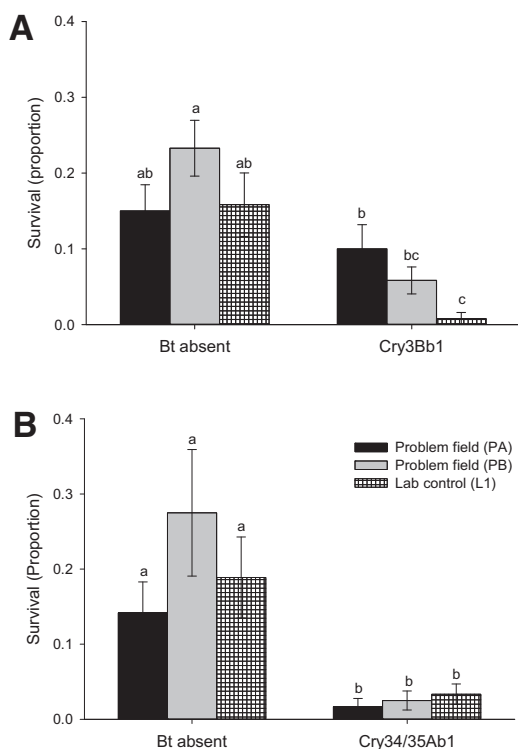 A
0.4
0.3
0.2
0.1
0.0
Survival (proportion)
ab
a
ab
b
bc
c
Bt absent
Cry3Bb1
B
0.4
0.3
0.2
0.1
0.0
Survival (Proportion)
Problem field (PA)
Problem field (PB)
Lab control (L1)
a
a
a
b
b
b
Bt absent
Cry34/35Ab1